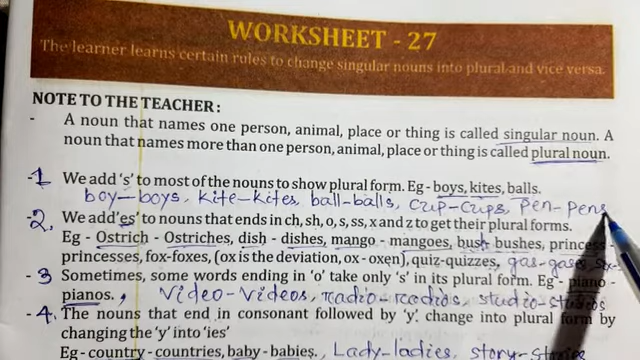 WORKSHEET - 27
The learner learns certain rules to change singular nouns into plural and vice versa.
NOTE TO THE TEACHER :
- A noun that names one person, animal, place or thing is called singular noun. A
noun that names more than one person, animal, place or thing is called plural noun.
-1 We add 's' to most of the nouns to show plural form. Eg - boys, kites, balls.
boy-boys, kite-kites, ball-balls, cup-cups, pen-pens
-2, We add 'es' to nouns that ends in ch, sh, o, s, ss, x and z to get their plural forms.
Eg - Ostrich - Ostriches, dish - dishes, mango - mangoes, bush bushes, princess -
princesses, fox-foxes, (ox is the deviation, ox - oxen), quiz-quizzes, gas-gases,
-3 Sometimes, some words ending in 'o' take only 's' in its plural form. Eg - piano -
pianos. , video-videos, radio-radios, studio-studios
-4. The nouns that end in consonant followed by 'y'. change into plural form by
changing the 'y' into 'ies'
Eg - country - countries, baby - babies. , Lady-ladies, story-stories